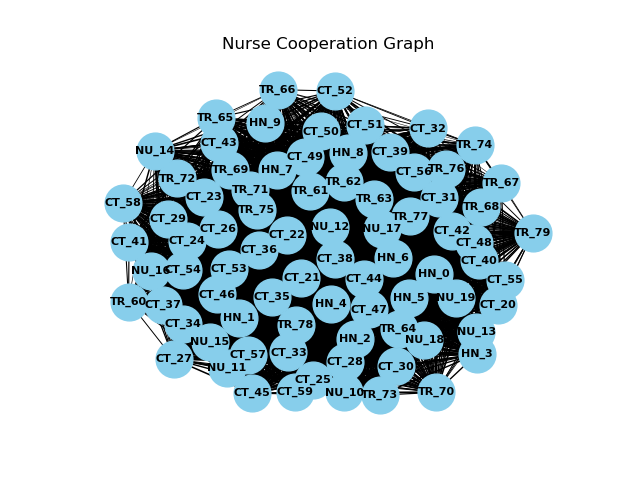 Nurse Cooperation Graph
TR_66
CT_52
TR_65
HN_9
CT_51
CT_50
CT_32
CT_43
TR_74
NU_14
CT_49
HN_8
CT_39
TR_69
HN_7
CT_56
TR_76
TR_72
TR_62
TR_67
TR_71
TR_61
CT_23
TR_63
CT_31
CT_58
TR_75
TR_68
CT_29
TR_77
CT_26
NU_12
NU_17
CT_42
TR_79
CT_22
CT_41
CT_24
CT_48
CT_36
CT_38
HN_6
CT_40
NU_16
CT_54
CT_53
HN_0
CT_21
CT_44
CT_55
CT_46
CT_35
HN_5
NU_19
TR_60
CT_37
HN_4
CT_20
CT_47
HN_1
CT_34
TR_78
TR_64
NU_13
HN_2
NU_18
NU_15
CT_33
HN_3
CT_57
CT_27
CT_28
NU_11
CT_30
CT_25
CT_45
CT_59
NU_10
TR_73
TR_70